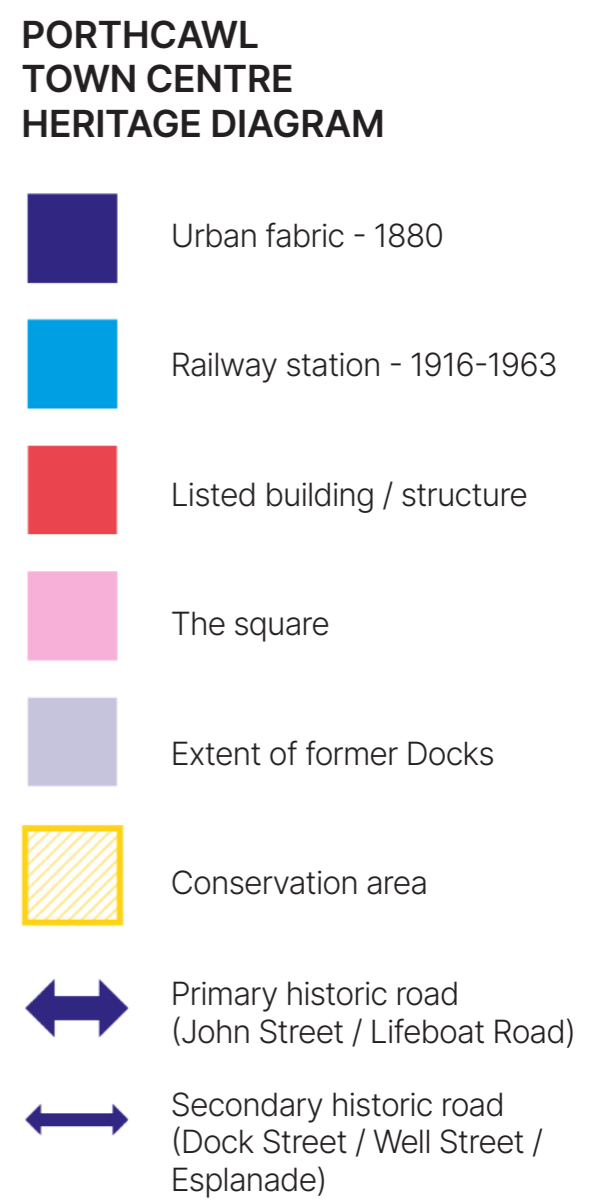 PORTHCAWL
TOWN CENTRE
HERITAGE DIAGRAM
Urban fabric - 1880
Railway station - 1916-1963
Listed building / structure
The square
Extent of former Docks
Conservation area
Primary historic road
(John Street / Lifeboat Road)
Secondary historic road
(Dock Street / Well Street /
Esplanade)